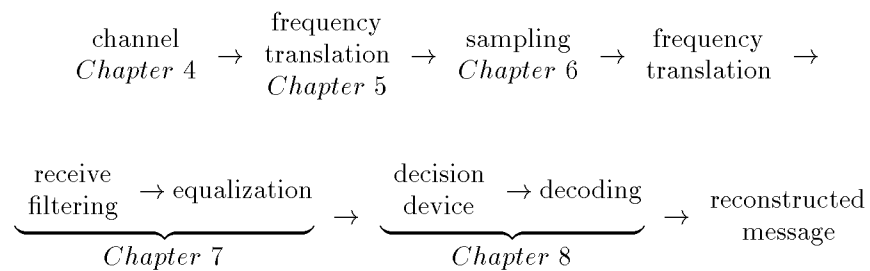 channel → frequency translation → sampling → frequency translation →
Chapter 4 Chapter 5 Chapter 6
receive filtering → equalization → decision device → decoding → reconstructed message
Chapter 7 Chapter 8